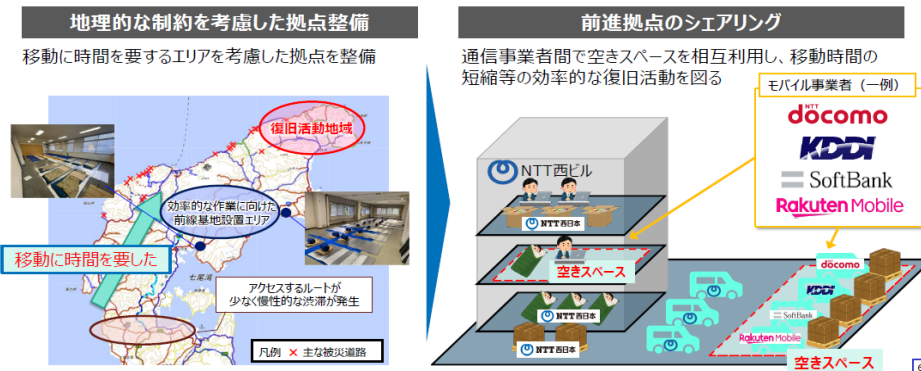 地理的な制約を考慮した拠点整備
移動に時間を要するエリアを考慮した拠点を整備
復旧活動地域
効率的な作業に向けた
前線基地設置エリア
移動に時間を要した
七尾湾
アクセスするルートが
少なく慢性的な渋滞が発生
凡例 × 主な被災道路
前進拠点のシェアリング
通信事業者間で空きスペースを相互利用し、移動時間の
短縮等の効率的な復旧活動を図る
モバイル事業者（一例）
NTT
döcomo
KDDI
SoftBank
Rakuten Mobile
NTT西ビル
NTT西日本
空きスペース
NTT西日本
NTT西日本
döcomo
KDDI
SoftBank
Rakuten Mobile
空きスペース